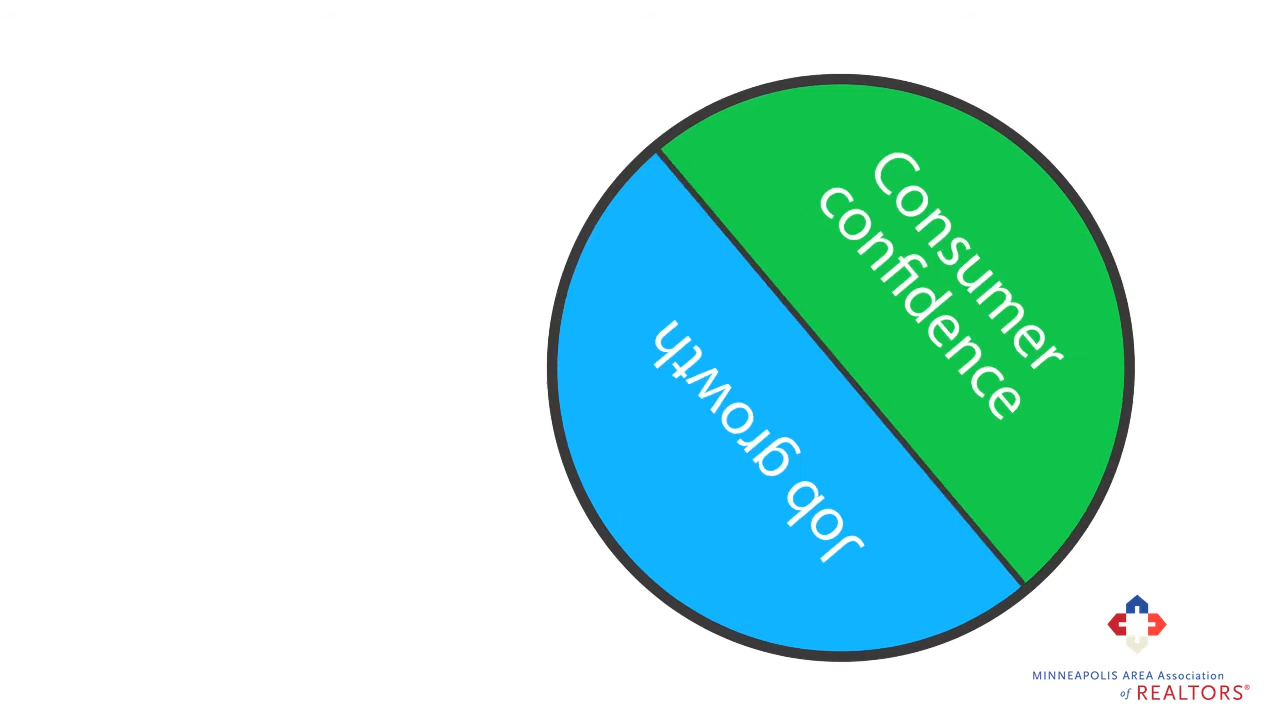 Consumer
confidence
Job growth
MINNEAPOLIS AREA Association
of REALTORS®